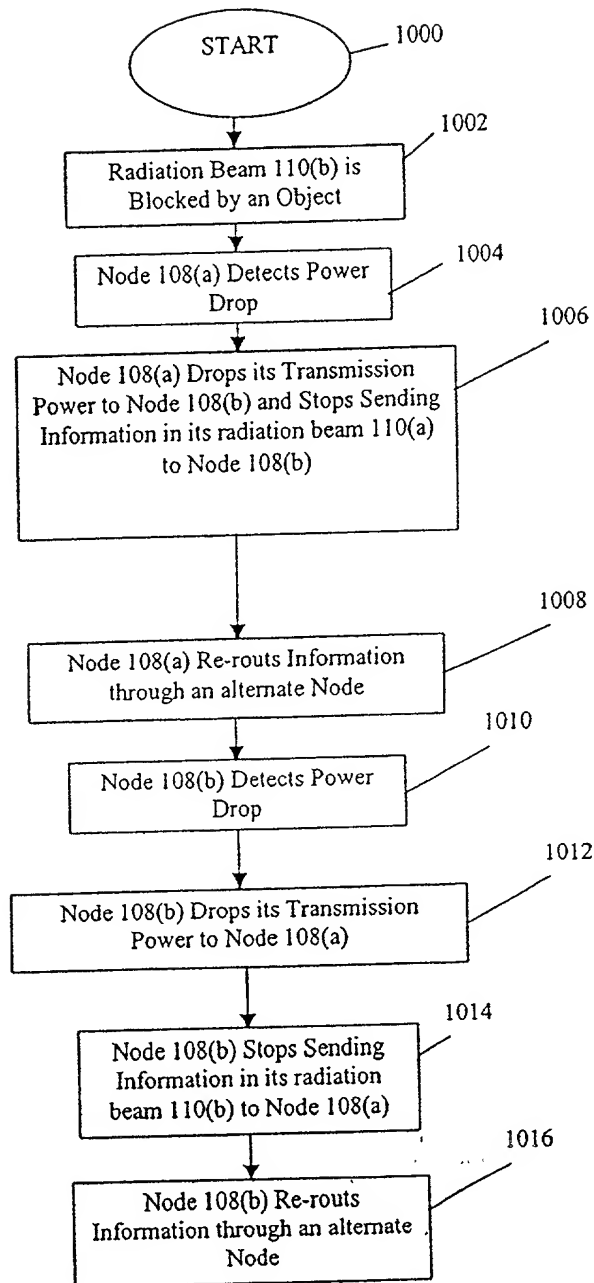 START
1000
1002
Radiation Beam 110(b) is
Blocked by an Object
1004
Node 108(a) Detects Power
Drop
1006
Node 108(a) Drops its Transmission
Power to Node 108(b) and Stops Sending
Information in its radiation beam 110(a)
to Node 108(b)
1008
Node 108(a) Re-routs Information
through an alternate Node
1010
Node 108(b) Detects Power
Drop
1012
Node 108(b) Drops its Transmission
Power to Node 108(a)
1014
Node 108(b) Stops Sending
Information in its radiation
beam 110(b) to Node 108(a)
1016
Node 108(b) Re-routs
Information through an alternate
Node